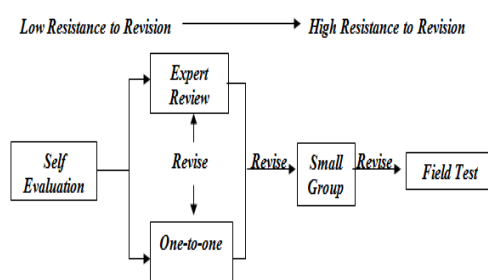 Low Resistance to Revision
High Resistance to Revision
Expert
Review
Self
Evaluation
Revise
Revise
Small
Group
Revise
Field Test
One-to-one